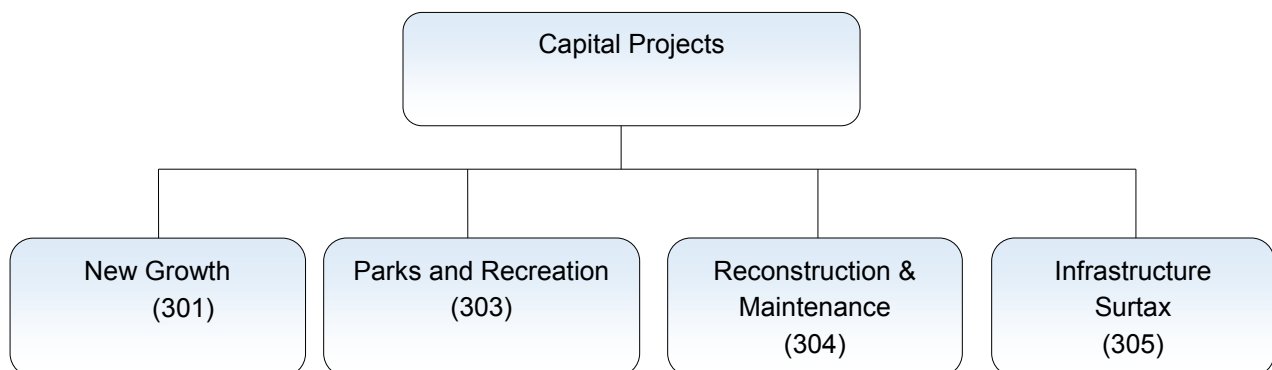 Capital Projects
New Growth
(301)
Parks and Recreation
(303)
Reconstruction &
Maintenance
(304)
Infrastructure
Surtax
(305)